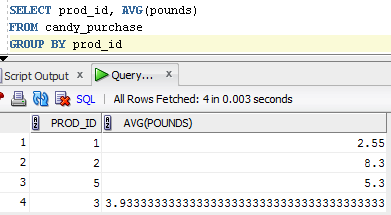 SELECT prod_id, AVG(pounds)
FROM candy_purchase
GROUP BY prod_id
Script Output × Query... ×
SQL | All Rows Fetched: 4 in 0.003 seconds
PROD_ID AVG(POUNDS)
1 1 2.55
2 2 8.3
3 5 5.3
4 3 3.93333333333333333333333333333333333333